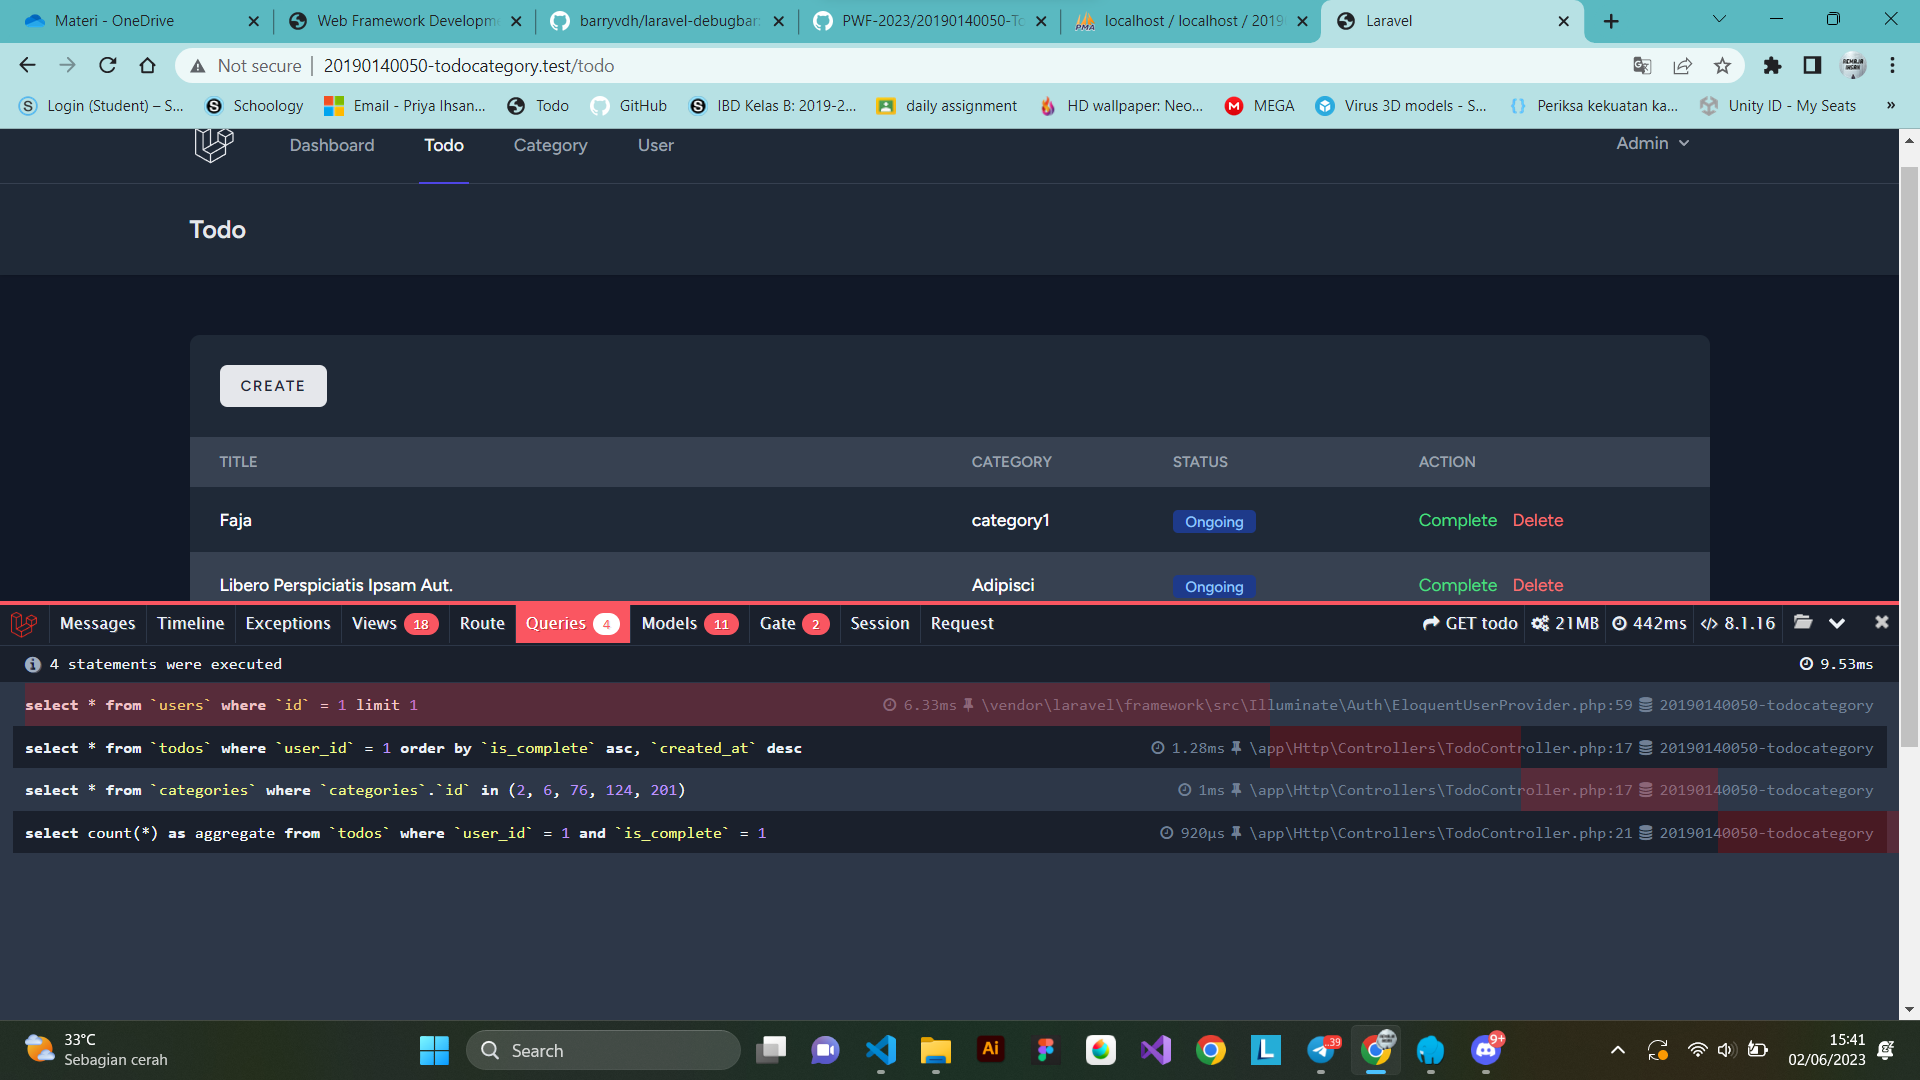 Materi - OneDrive
Web Framework Developme
barryvdh/laravel-debugbar:
PWF-2023/20190140050-To
localhost / localhost / 2019
Laravel
Not secure | 20190140050-todocategory.test/todo
Login (Student) – S...
Schoology
Email - Priya Ihsan...
Todo
GitHub
IBD Kelas B: 2019-2...
daily assignment
HD wallpaper: Neo...
MEGA
Virus 3D models - S...
Periksa kekuatan ka...
Unity ID - My Seats
»
Dashboard
Todo
Category
User
Admin
Todo
CREATE
TITLE CATEGORY STATUS ACTION
Faja category1 Ongoing Complete Delete
Libero Perspiciatis Ipsam Aut. Adipisci Ongoing Complete Delete
Messages Timeline Exceptions Views 18 Route Queries 4 Models 11 Gate 2 Session Request GET todo 21MB 442ms 8.1.16
4 statements were executed 9.53ms
select * from `users` where `id` = 1 limit 1 6.33ms \vendor\laravel\framework\src\Illuminate\Auth\EloquentUserProvider.php:59 20190140050-todocategory
select * from `todos` where `user_id` = 1 order by `is_complete` asc, `created_at` desc 1.28ms \app\Http\Controllers\TodoController.php:17 20190140050-todocategory
select * from `categories` where `categories`.`id` in (2, 6, 76, 124, 201) 1ms \app\Http\Controllers\TodoController.php:17 20190140050-todocategory
select count(*) as aggregate from `todos` where `user_id` = 1 and `is_complete` = 1 920μs \app\Http\Controllers\TodoController.php:21 20190140050-todocategory
33°C
Sebagian cerah
Search
Ai
L
39
9+
15:41
02/06/2023